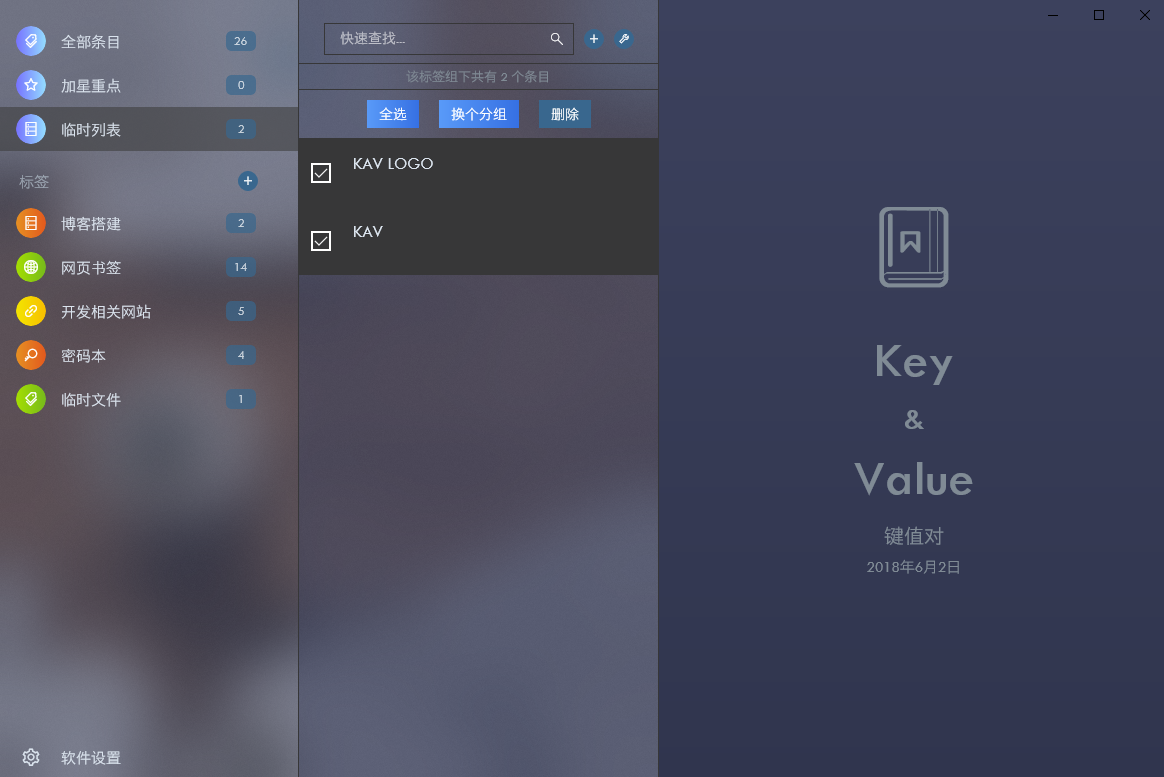 全部条目 26
加星重点 0
临时列表 2
标签
博客搭建 2
网页书签 14
开发相关网站 5
密码本 4
临时文件 1
软件设置
快速查找...
该标签组下共有 2 个条目
全选 换个分组 删除
KAV LOGO
KAV
Key
&
Value
键值对
2018年6月2日